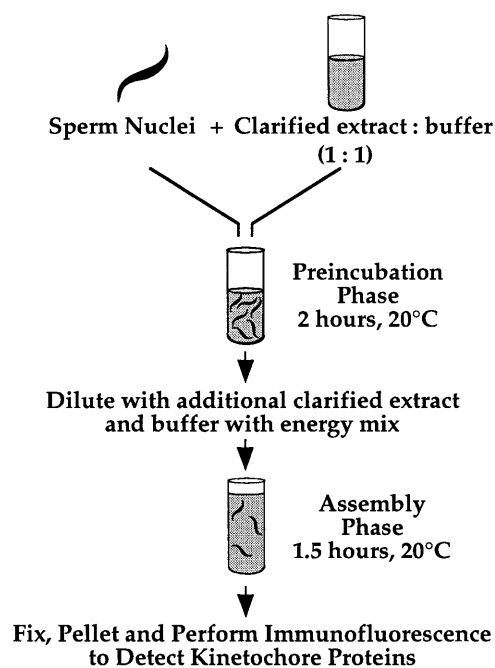 Sperm Nuclei + Clarified extract : buffer
(1 : 1)
Preincubation
Phase
2 hours, 20°C
Dilute with additional clarified extract
and buffer with energy mix
Assembly
Phase
1.5 hours, 20°C
Fix, Pellet and Perform Immunofluorescence
to Detect Kinetochore Proteins